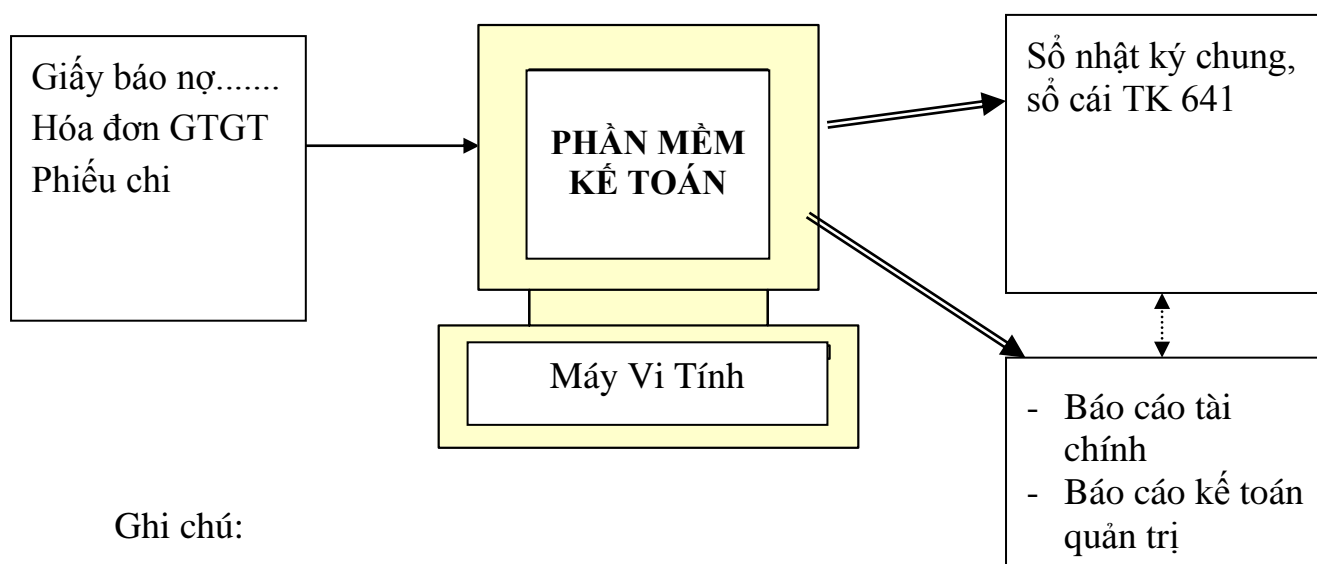 Giấy báo nợ.......
Hóa đơn GTGT
Phiếu chi
PHẦN MỀM
KẾ TOÁN
Máy Vi Tính
Sổ nhật ký chung,
sổ cái TK 641
- Báo cáo tài
chính
- Báo cáo kế toán
quản trị
Ghi chú: